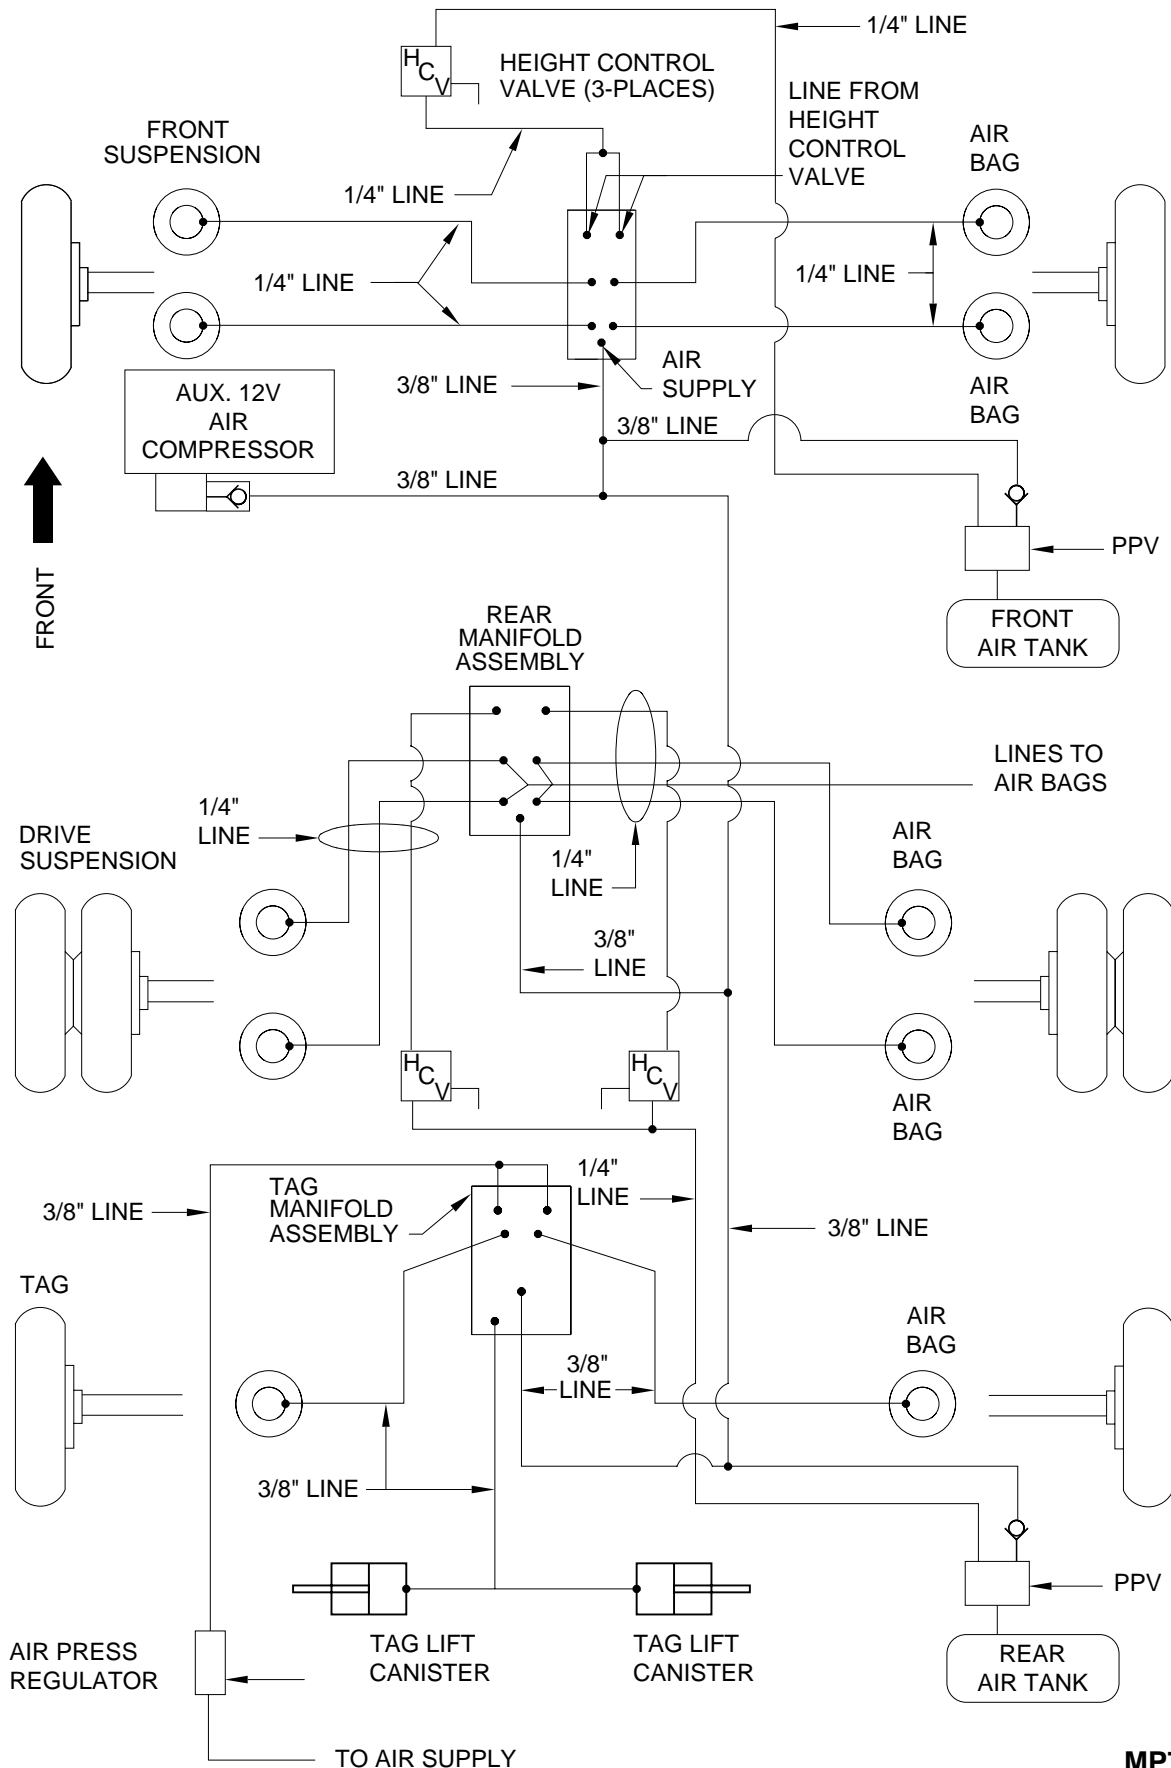 1/4" LINE
HCV
HEIGHT CONTROL
VALVE (3-PLACES)
LINE FROM
HEIGHT
CONTROL
VALVE
FRONT
SUSPENSION
AIR
BAG
1/4" LINE
1/4" LINE
1/4" LINE
AIR
SUPPLY
3/8" LINE
AIR
BAG
AUX. 12V
AIR
COMPRESSOR
3/8" LINE
3/8" LINE
FRONT
PPV
FRONT
AIR TANK
REAR
MANIFOLD
ASSEMBLY
LINES TO
AIR BAGS
1/4"
LINE
DRIVE
SUSPENSION
1/4"
LINE
AIR
BAG
3/8"
LINE
HCV
HCV
AIR
BAG
1/4"
LINE
TAG
MANIFOLD
ASSEMBLY
3/8" LINE
3/8" LINE
TAG
AIR
BAG
3/8"
LINE
3/8" LINE
PPV
TAG LIFT
CANISTER
TAG LIFT
CANISTER
AIR PRESS
REGULATOR
REAR
AIR TANK
TO AIR SUPPLY